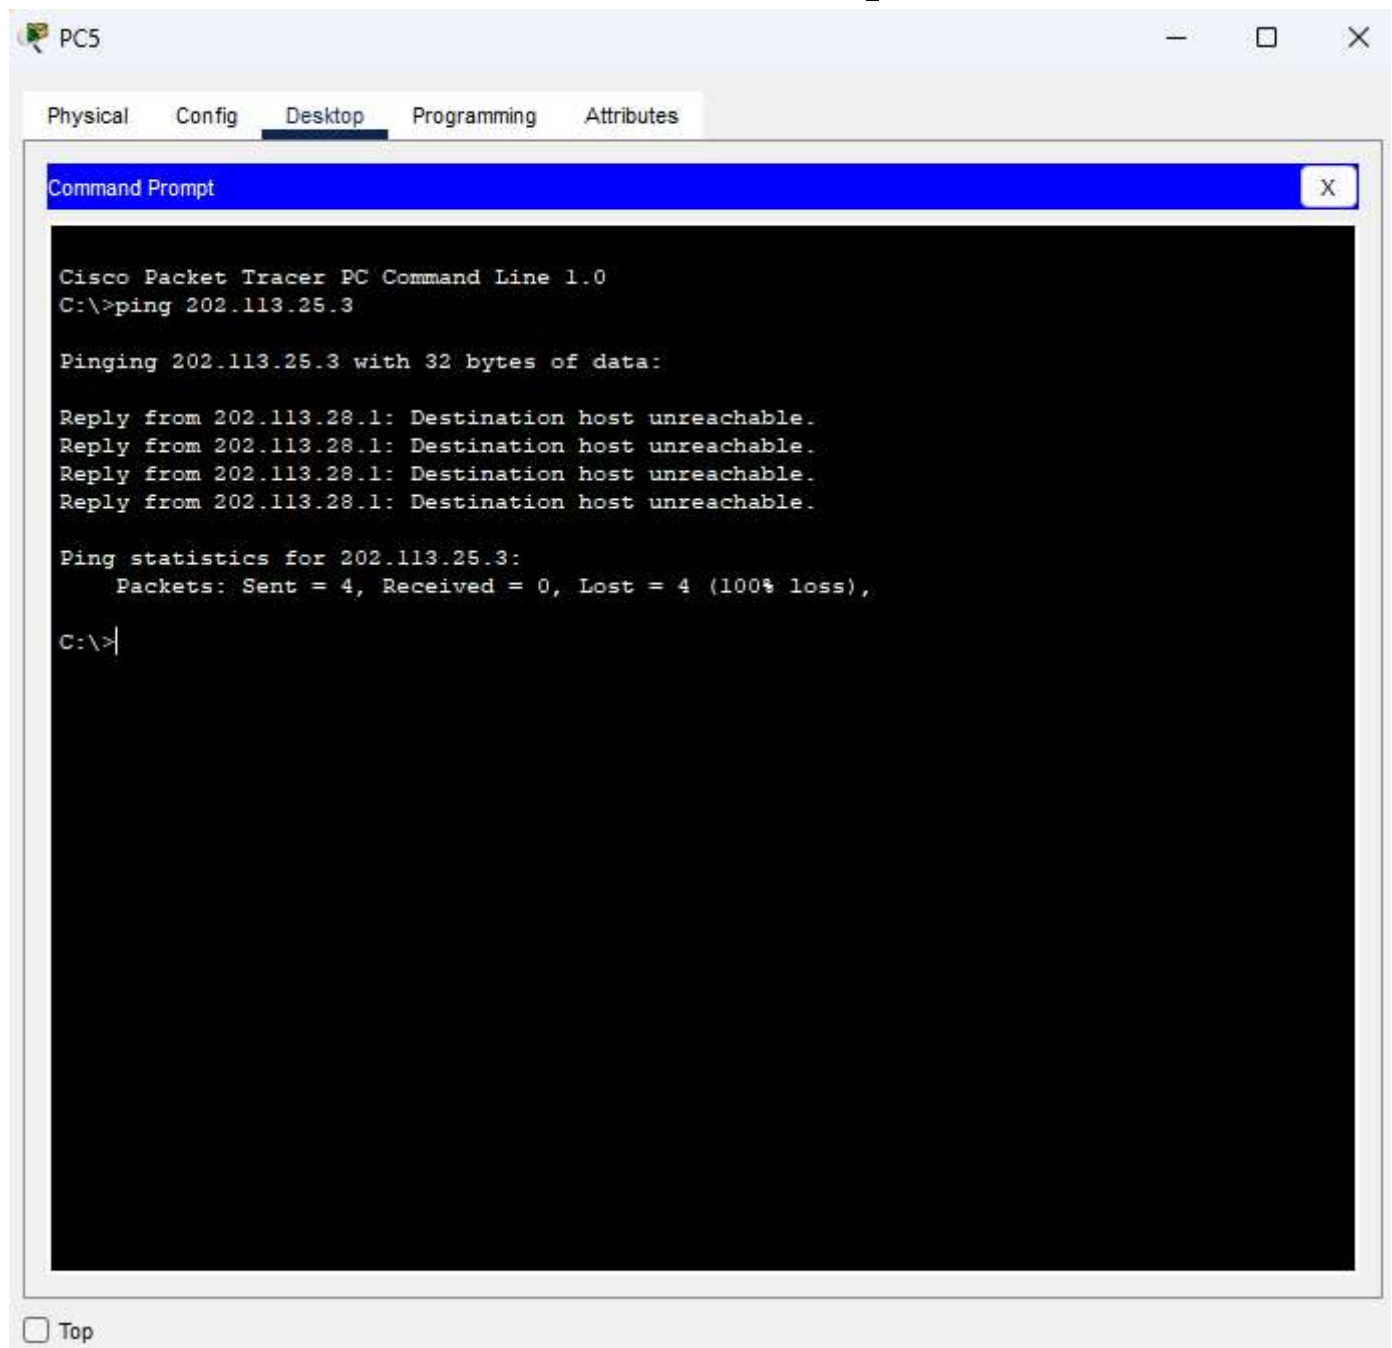 PC5
Physical Config Desktop Programming Attributes
Command Prompt
X
Cisco Packet Tracer PC Command Line 1.0
C:\>ping 202.113.25.3
Pinging 202.113.25.3 with 32 bytes of data:
Reply from 202.113.28.1: Destination host unreachable.
Reply from 202.113.28.1: Destination host unreachable.
Reply from 202.113.28.1: Destination host unreachable.
Reply from 202.113.28.1: Destination host unreachable.
Ping statistics for 202.113.25.3:
    Packets: Sent = 4, Received = 0, Lost = 4 (100% loss),
C:\>
Top